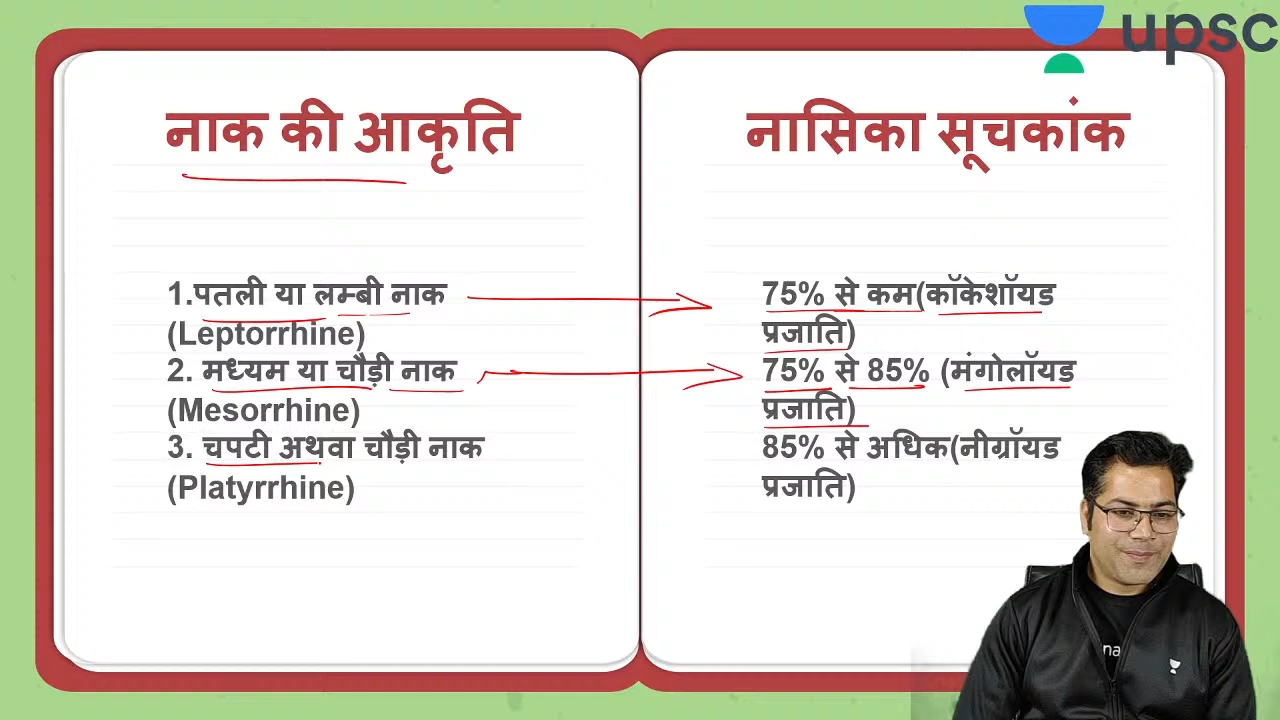 upsc
नाक की आकृति
1.पतली या लम्बी नाक
(Leptorrhine)
2. मध्यम या चौड़ी नाक
(Mesorrhine)
3. चपटी अथवा चौड़ी नाक
(Platyrrhine)
नासिका सूचकांक
75% से कम(कॉकेशॉयड
प्रजाति)
75% से 85% (मंगोलॉयड
प्रजाति)
85% से अधिक(नीग्रॉयड
प्रजाति)